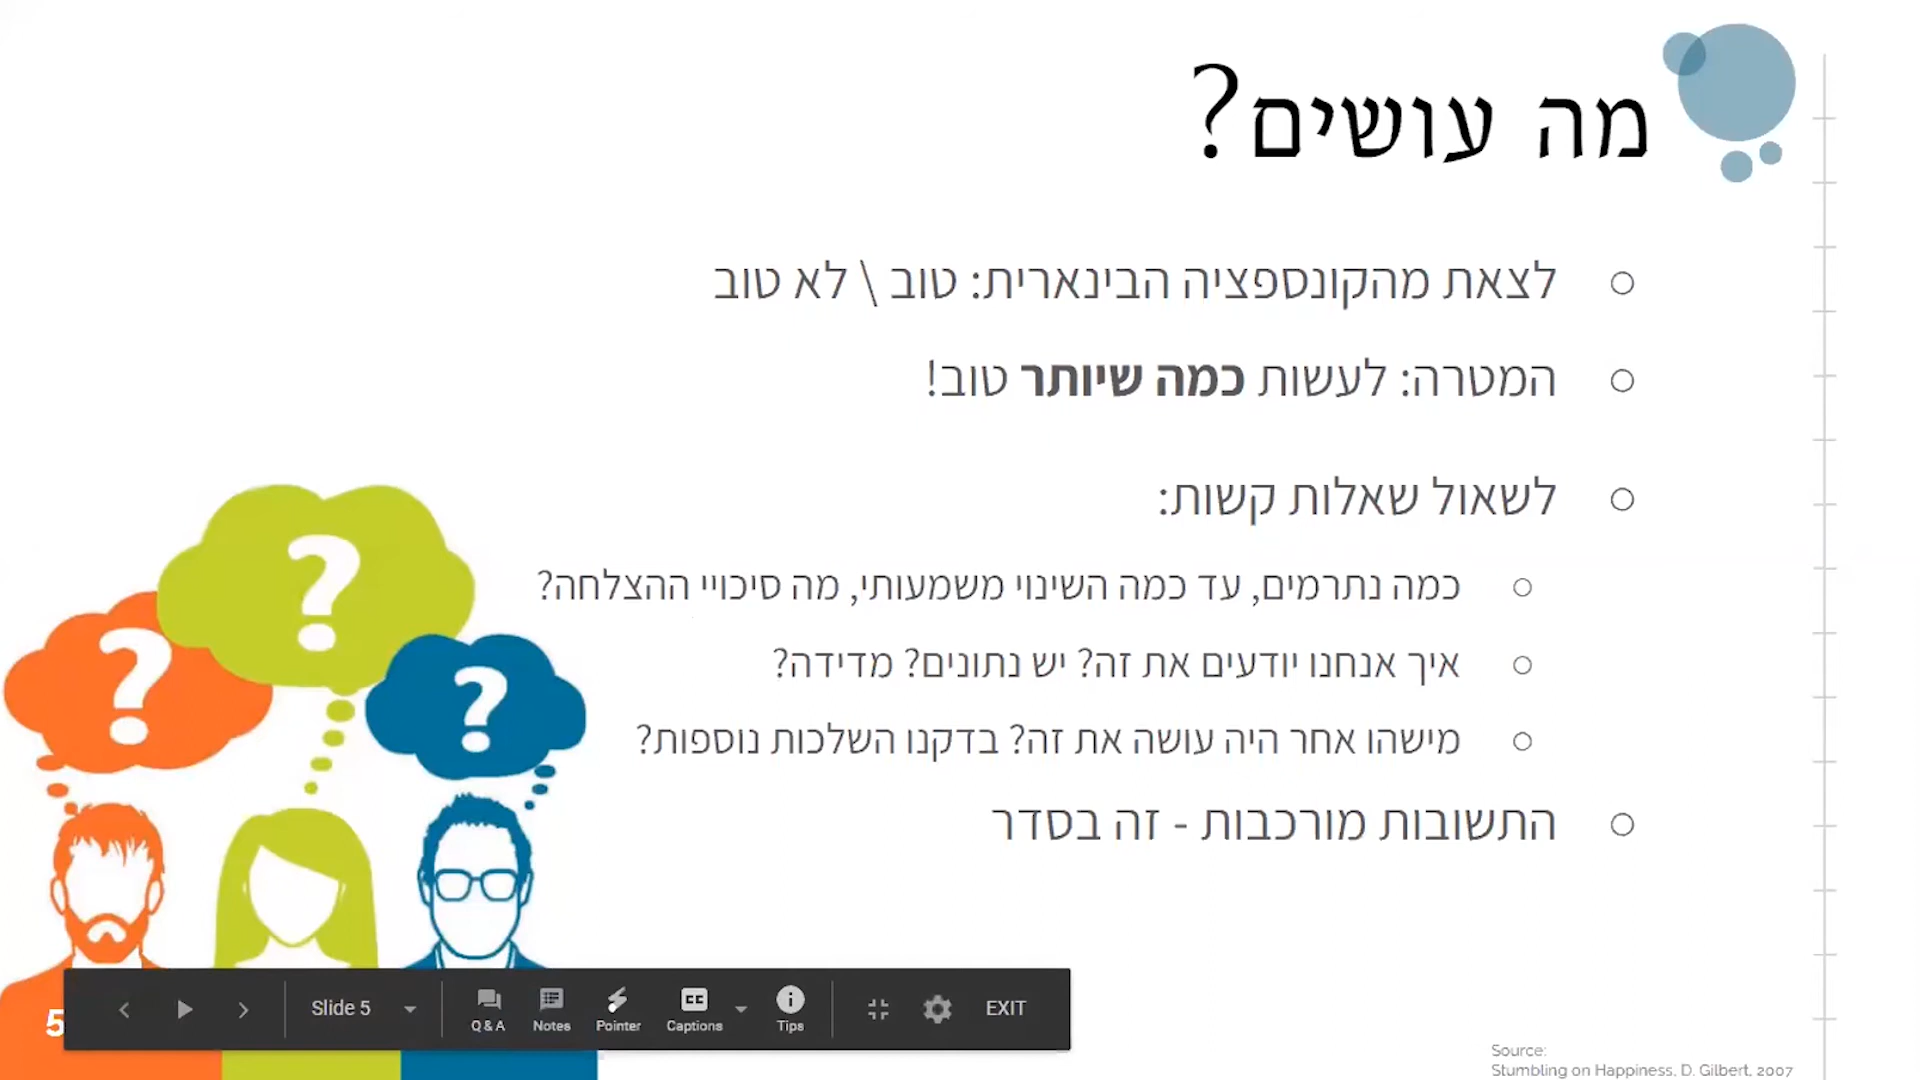 מה עושים?
לצאת מהקונספציה הבינארית: טוב \ לא טוב
המטרה: לעשות כמה שיותר טוב!
לשאול שאלות קשות:
כמה נתרמים, עד כמה השינוי משמעותי, מה סיכויי ההצלחה?
איך אנחנו יודעים את זה? יש נתונים? מדידה?
מישהו אחר היה עושה את זה? בדקנו השלכות נוספות?
התשובות מורכבות - זה בסדר
?
?
?
5
Slide 5
Q & A
Notes
Pointer
CC
Captions
Tips
EXIT
Source:
Stumbling on Happiness, D. Gilbert, 2007